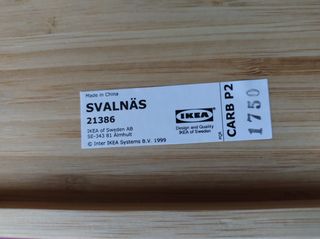 Made in China
SVALNÄS
21386
IKEA of Sweden AB
SE-343 81 Älmhult
© Inter IKEA Systems B.V. 1999
IKEA
Design and Quality
IKEA of Sweden
CARB P2
1750